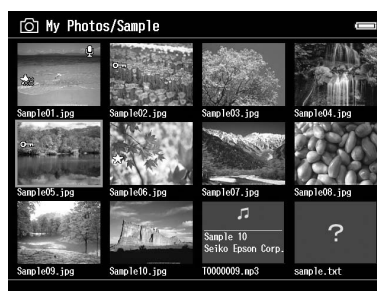 My Photos/Sample
Sample01.jpg
Sample02.jpg
Sample03.jpg
Sample04.jpg
Sample05.jpg
Sample06.jpg
Sample07.jpg
Sample08.jpg
Sample 10
Seiko Epson Corp.
?
Sample09.jpg
Sample10.jpg
T0000009.mp3
sample.txt